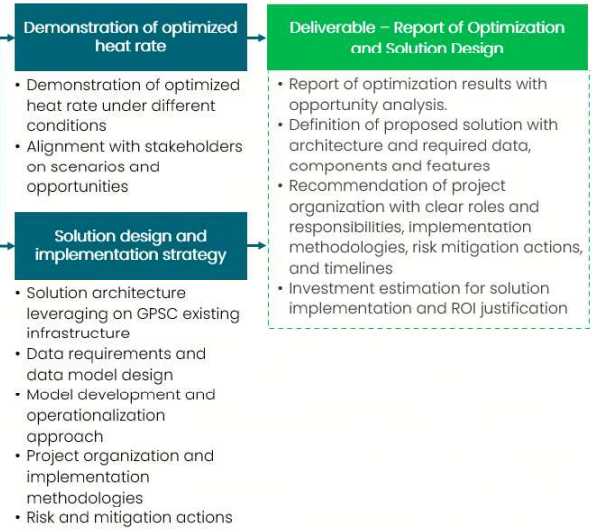 Demonstration of optimized
heat rate
• Demonstration of optimized
heat rate under different
conditions
• Alignment with stakeholders
on scenarios and
opportunities
Solution design and
implementation strategy
• Solution architecture
leveraging on GPSC existing
infrastructure
• Data requirements and
data model design
• Model development and
operationalization
approach
• Project organization and
implementation
methodologies
• Risk and mitigation actions
Deliverable – Report of Optimization
and Solution Design
• Report of optimization results with
opportunity analysis.
• Definition of proposed solution with
architecture and required data,
components and features
• Recommendation of project
organization with clear roles and
responsibilities, implementation
methodologies, risk mitigation actions,
and timelines
• Investment estimation for solution
implementation and ROI justification